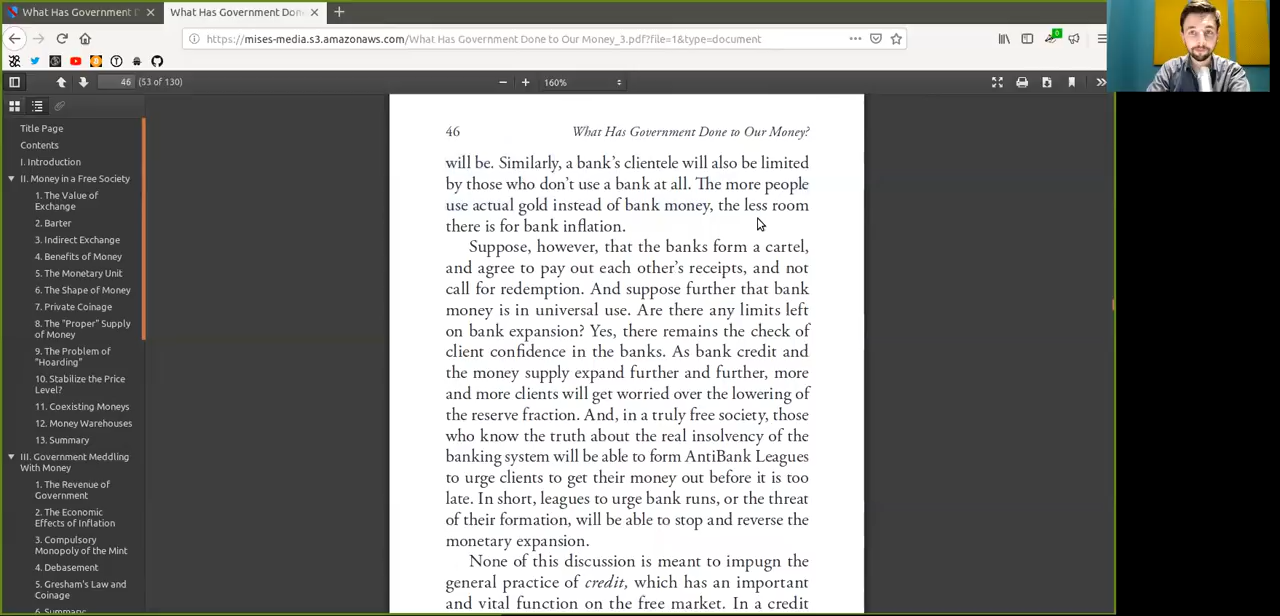 What Has Government
What Has Government Don
https://mises-media.s3.amazonaws.com/What Has Government Done to Our Money_3.pdf?file=1&type=document
0
46
(53 of 130)
160%
Title Page
Contents
I. Introduction
II. Money in a Free Society
1. The Value of
Exchange
2. Barter
3. Indirect Exchange
4. Benefits of Money
5. The Monetary Unit
6. The Shape of Money
7. Private Coinage
8. The "Proper" Supply
of Money
9. The Problem of
"Hoarding"
10. Stabilize the Price
Level?
11. Coexisting Moneys
12. Money Warehouses
13. Summary
III. Government Meddling
With Money
1. The Revenue of
Government
2. The Economic
Effects of Inflation
3. Compulsory
Monopoly of the Mint
4. Debasement
5. Gresham's Law and
Coinage
6. Summary
46 What Has Government Done to Our Money?
will be. Similarly, a bank's clientele will also be limited
by those who don't use a bank at all. The more people
use actual gold instead of bank money, the less room
there is for bank inflation.
Suppose, however, that the banks form a cartel,
and agree to pay out each other's receipts, and not
call for redemption. And suppose further that bank
money is in universal use. Are there any limits left
on bank expansion? Yes, there remains the check of
client confidence in the banks. As bank credit and
the money supply expand further and further, more
and more clients will get worried over the lowering of
the reserve fraction. And, in a truly free society, those
who know the truth about the real insolvency of the
banking system will be able to form AntiBank Leagues
to urge clients to get their money out before it is too
late. In short, leagues to urge bank runs, or the threat
of their formation, will be able to stop and reverse the
monetary expansion.
None of this discussion is meant to impugn the
general practice of credit, which has an important
and vital function on the free market. In a credit